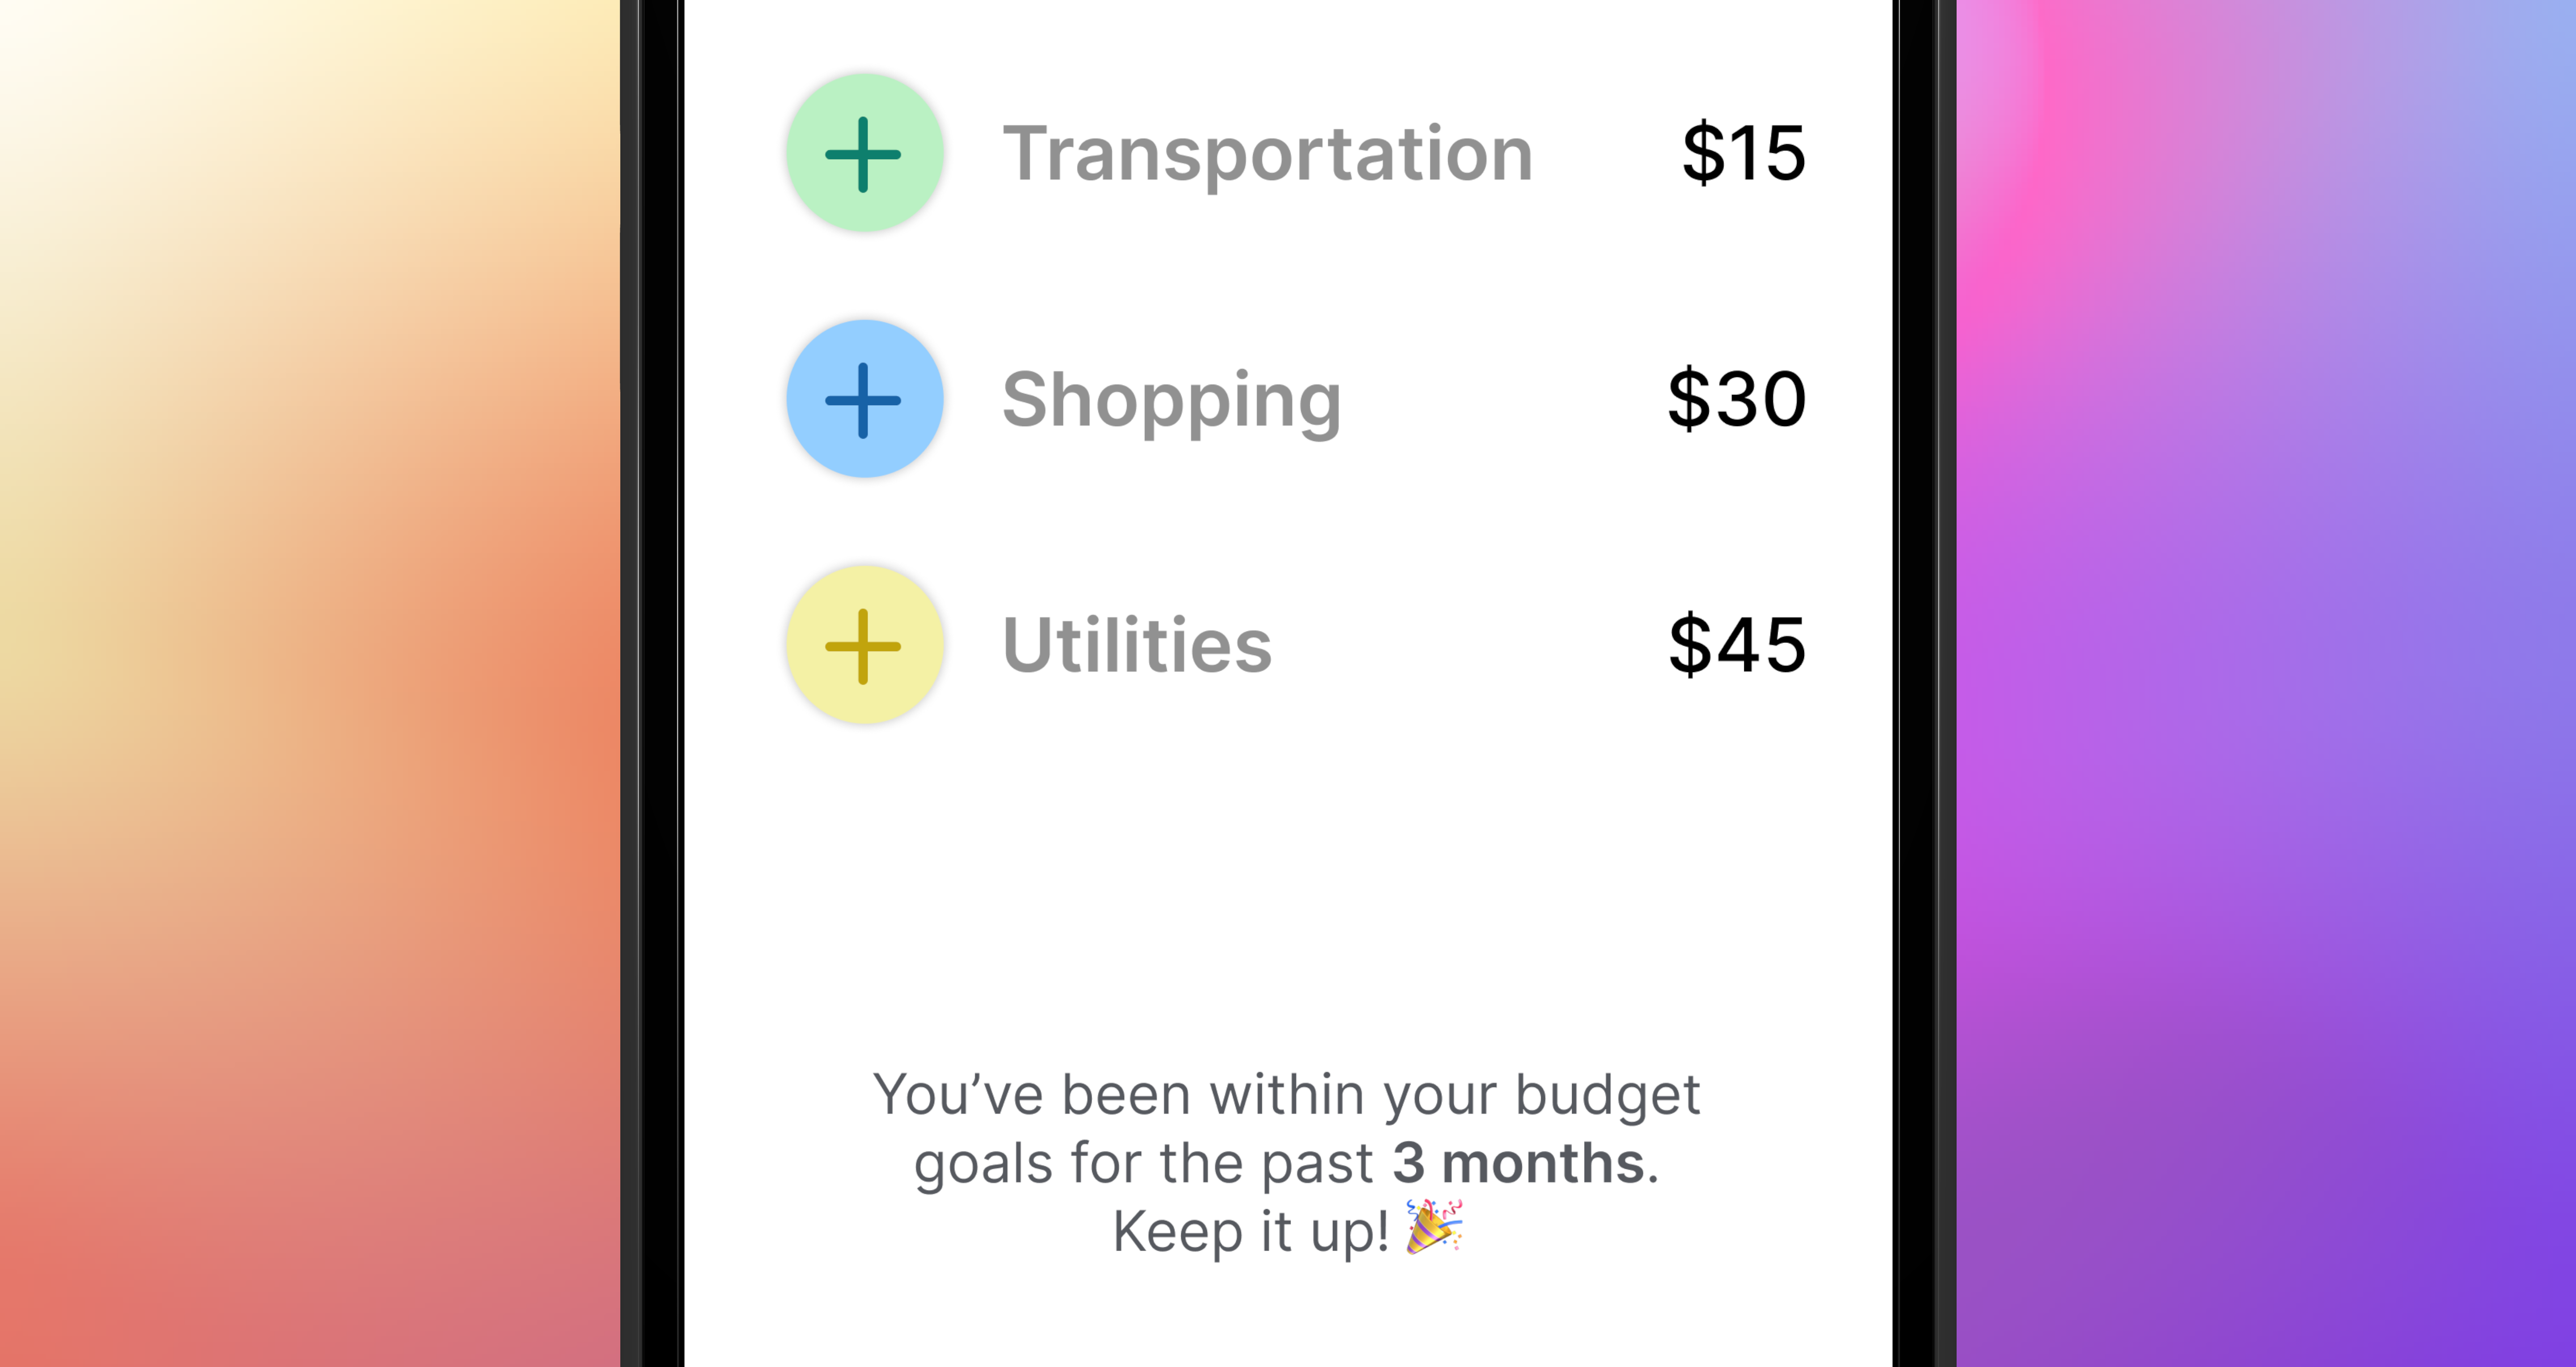 Transportation $15
Shopping $30
Utilities $45
You’ve been within your budget
goals for the past 3 months.
Keep it up! 🎉